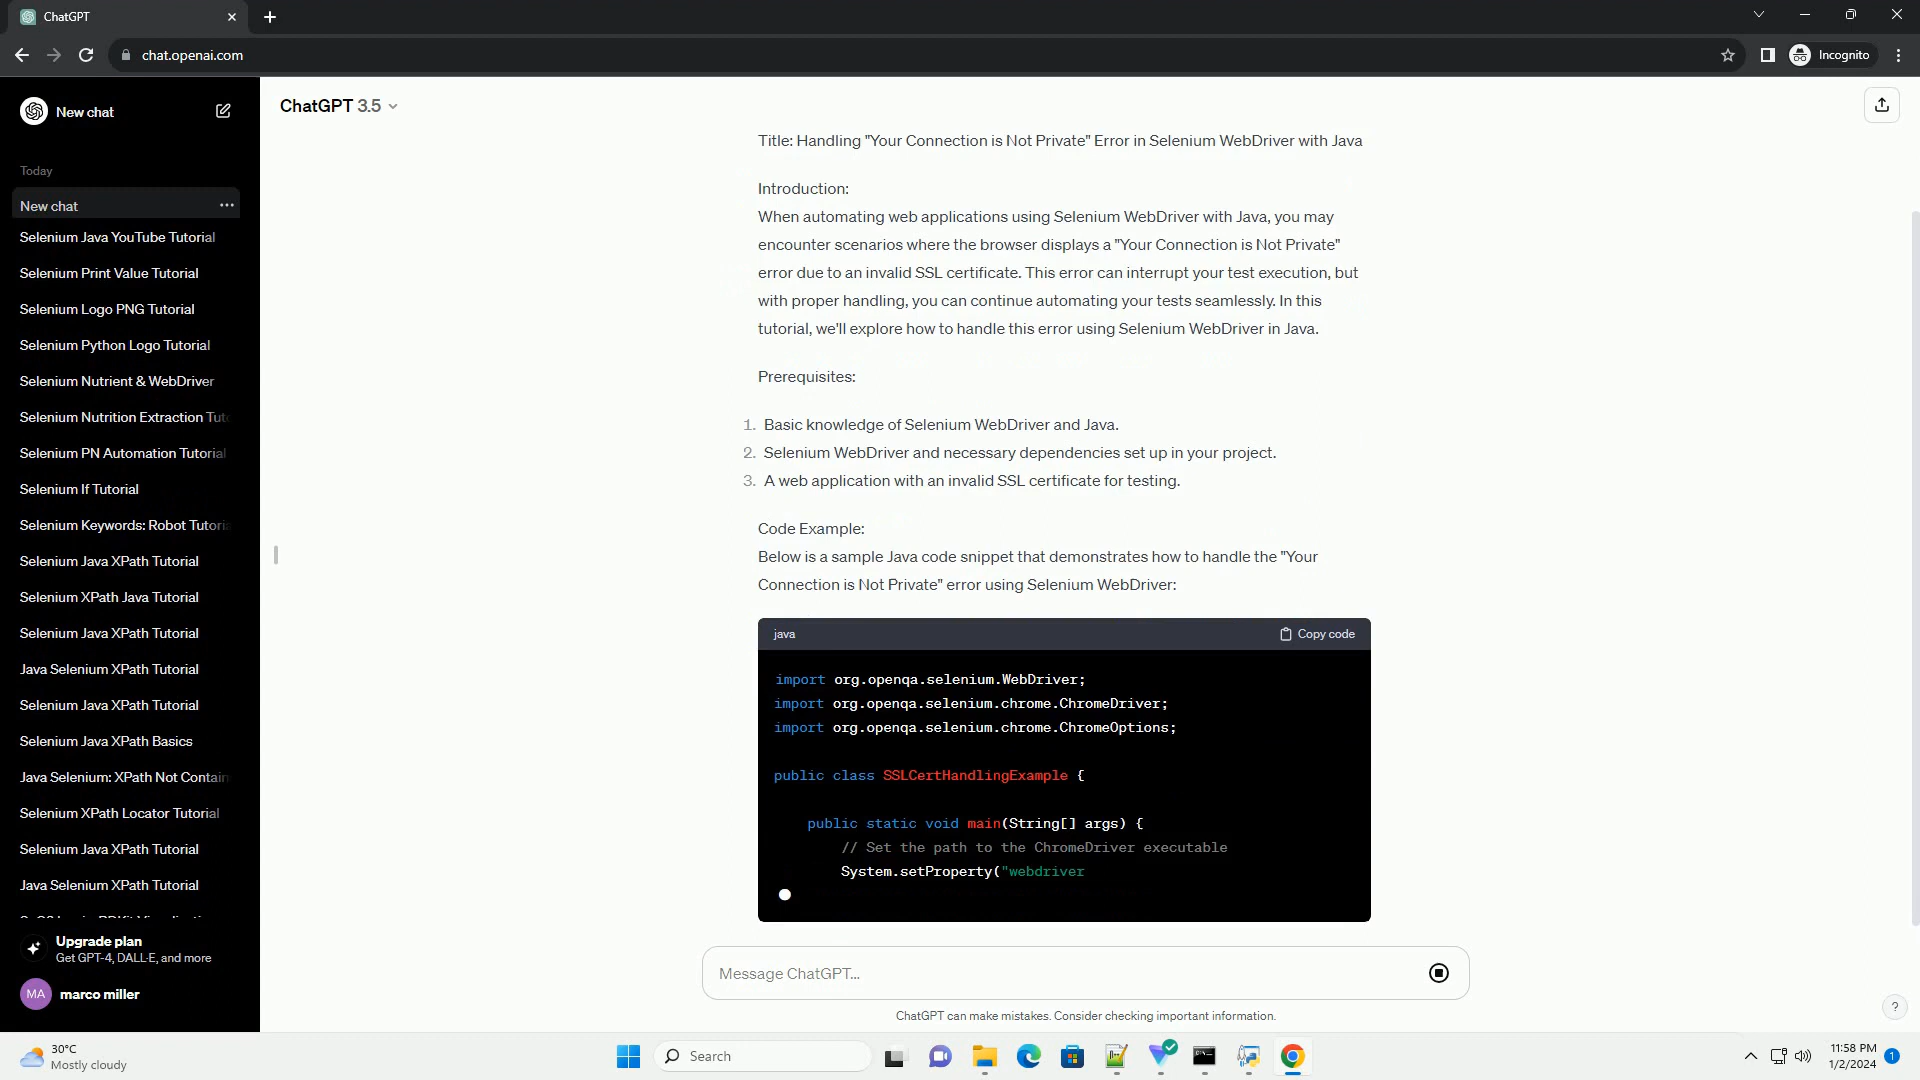 ChatGPT
chat.openai.com
Incognito
New chat
ChatGPT 3.5
Today
New chat
Selenium Java YouTube Tutorial
Selenium Print Value Tutorial
Selenium Logo PNG Tutorial
Selenium Python Logo Tutorial
Selenium Nutrient & WebDriver
Selenium Nutrition Extraction Tut
Selenium PN Automation Tutorial
Selenium If Tutorial
Selenium Keywords: Robot Tutoria
Selenium Java XPath Tutorial
Selenium XPath Java Tutorial
Selenium Java XPath Tutorial
Java Selenium XPath Tutorial
Selenium Java XPath Tutorial
Selenium Java XPath Basics
Java Selenium: XPath Not Contain
Selenium XPath Locator Tutorial
Selenium Java XPath Tutorial
Java Selenium XPath Tutorial
Upgrade plan
Get GPT-4, DALL·E, and more
MA
marco miller
Title: Handling "Your Connection is Not Private" Error in Selenium WebDriver with Java
Introduction:
When automating web applications using Selenium WebDriver with Java, you may
encounter scenarios where the browser displays a "Your Connection is Not Private"
error due to an invalid SSL certificate. This error can interrupt your test execution, but
with proper handling, you can continue automating your tests seamlessly. In this
tutorial, we'll explore how to handle this error using Selenium WebDriver in Java.
Prerequisites:
1. Basic knowledge of Selenium WebDriver and Java.
2. Selenium WebDriver and necessary dependencies set up in your project.
3. A web application with an invalid SSL certificate for testing.
Code Example:
Below is a sample Java code snippet that demonstrates how to handle the "Your
Connection is Not Private" error using Selenium WebDriver:
java
Copy code
import org.openqa.selenium.WebDriver;
import org.openqa.selenium.chrome.ChromeDriver;
import org.openqa.selenium.chrome.ChromeOptions;
public class SSLCertHandlingExample {
public static void main(String[] args) {
// Set the path to the ChromeDriver executable
System.setProperty("webdriver
Message ChatGPT...
ChatGPT can make mistakes. Consider checking important information.
?
30°C
Mostly cloudy
Search
11:58 PM
1/2/2024
1